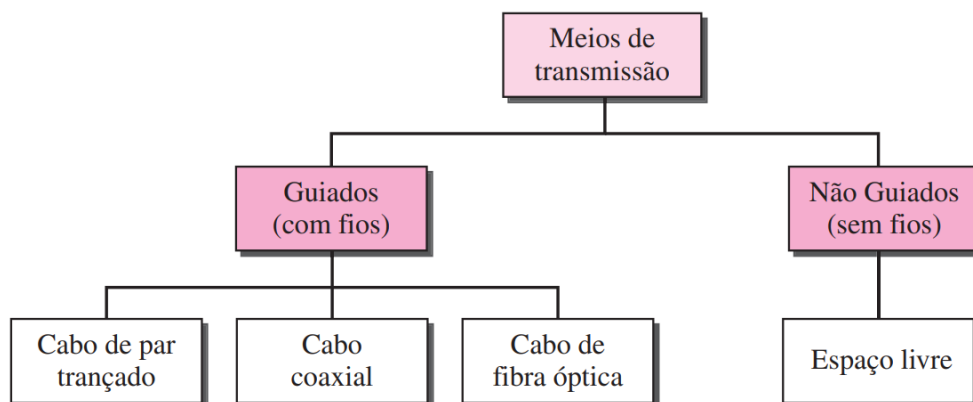 Meios de
transmissão
Guiados
(com fios)
Não Guiados
(sem fios)
Cabo de par
trançado
Cabo
coaxial
Cabo de
fibra óptica
Espaço livre